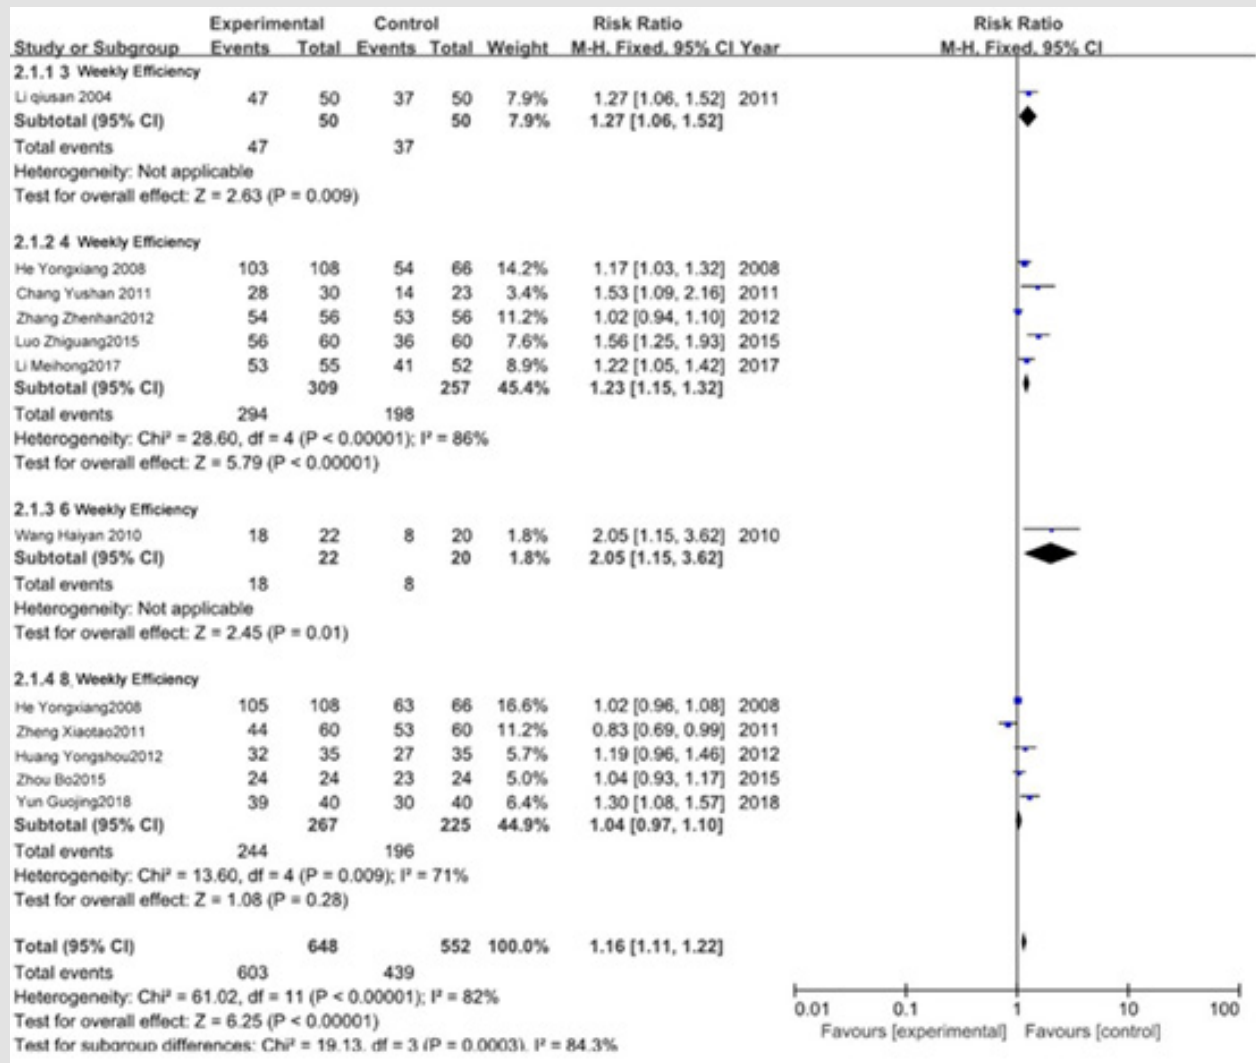 Experimental Control Risk Ratio Risk Ratio
Study or Subgroup Events Total Events Total Weight M-H, Fixed, 95% CI Year M-H, Fixed, 95% CI
2.1.1 3 Weekly Efficiency
Li qiusan 2004 47 50 37 50 7.9% 1.27 [1.06, 1.52] 2011
Subtotal (95% CI) 50 50 7.9% 1.27 [1.06, 1.52]
Total events 47 37
Heterogeneity: Not applicable
Test for overall effect: Z = 2.63 (P = 0.009)
2.1.2 4 Weekly Efficiency
He Yongxiang 2008 103 108 54 66 14.2% 1.17 [1.03, 1.32] 2008
Chang Yushan 2011 28 30 14 23 3.4% 1.53 [1.09, 2.16] 2011
Zhang Zhenhan2012 54 56 53 56 11.2% 1.02 [0.94, 1.10] 2012
Luo Zhiguang2015 56 60 36 60 7.6% 1.56 [1.25, 1.93] 2015
Li Meihong2017 53 55 41 52 8.9% 1.22 [1.05, 1.42] 2017
Subtotal (95% CI) 309 257 45.4% 1.23 [1.15, 1.32]
Total events 294 198
Heterogeneity: Chi² = 28.60, df = 4 (P < 0.00001); I² = 86%
Test for overall effect: Z = 5.79 (P < 0.00001)
2.1.3 6 Weekly Efficiency
Wang Haiyan 2010 18 22 8 20 1.8% 2.05 [1.15, 3.62] 2010
Subtotal (95% CI) 22 20 1.8% 2.05 [1.15, 3.62]
Total events 18 8
Heterogeneity: Not applicable
Test for overall effect: Z = 2.45 (P = 0.01)
2.1.4 8 Weekly Efficiency
He Yongxiang2008 105 108 63 66 16.6% 1.02 [0.96, 1.08] 2008
Zheng Xiaotao2011 44 60 53 60 11.2% 0.83 [0.69, 0.99] 2011
Huang Yongshou2012 32 35 27 35 5.7% 1.19 [0.96, 1.46] 2012
Zhou Bo2015 24 24 23 24 5.0% 1.04 [0.93, 1.17] 2015
Yun Guojing2018 39 40 30 40 6.4% 1.30 [1.08, 1.57] 2018
Subtotal (95% CI) 267 225 44.9% 1.04 [0.97, 1.10]
Total events 244 196
Heterogeneity: Chi² = 13.60, df = 4 (P = 0.009); I² = 71%
Test for overall effect: Z = 1.08 (P = 0.28)
Total (95% CI) 648 552 100.0% 1.16 [1.11, 1.22]
Total events 603 439
Heterogeneity: Chi² = 61.02, df = 11 (P < 0.00001); I² = 82%
Test for overall effect: Z = 6.25 (P < 0.00001)
Test for subgroup differences: Chi² = 19.13, df = 3 (P = 0.0003), I² = 84.3%
0.01 0.1 1 10 100
Favours [experimental] Favours [control]